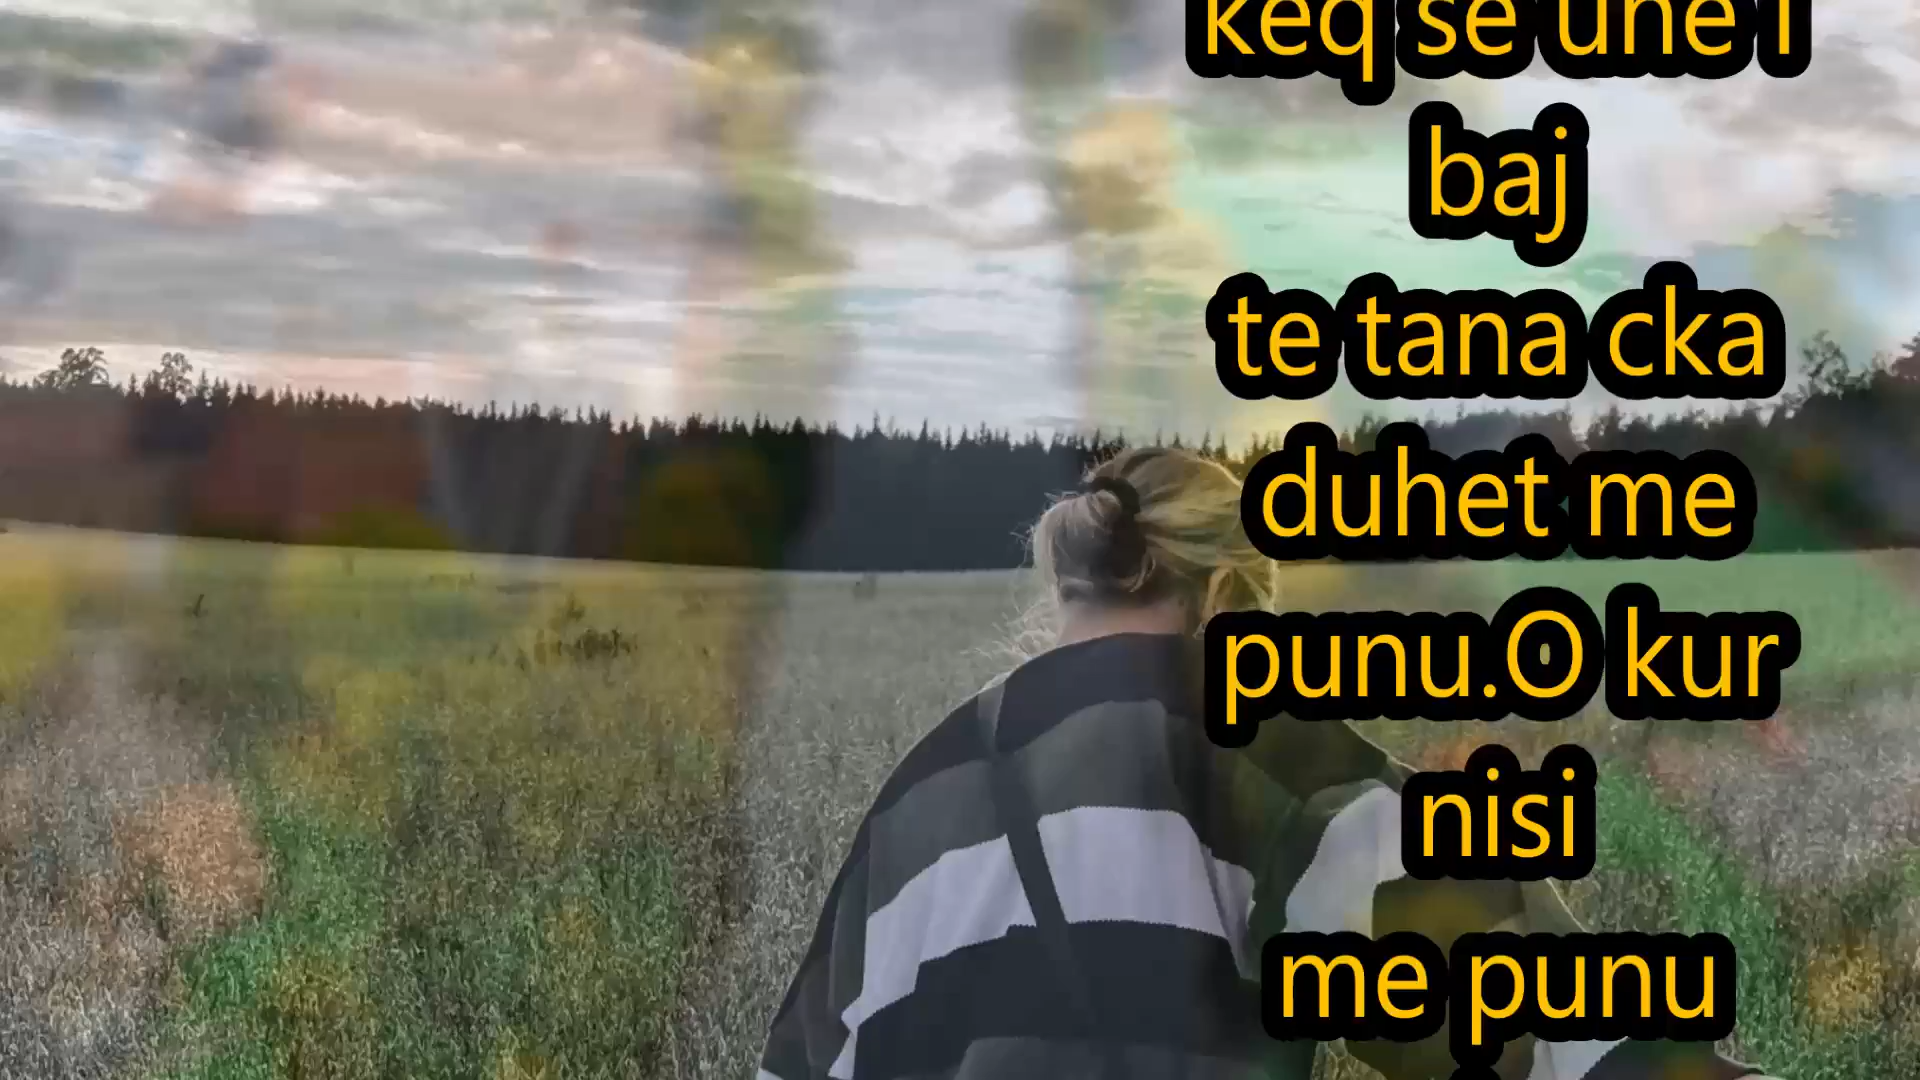 keq se une i
baj
te tana cka
duhet me
punu.O kur
nisi
me punu